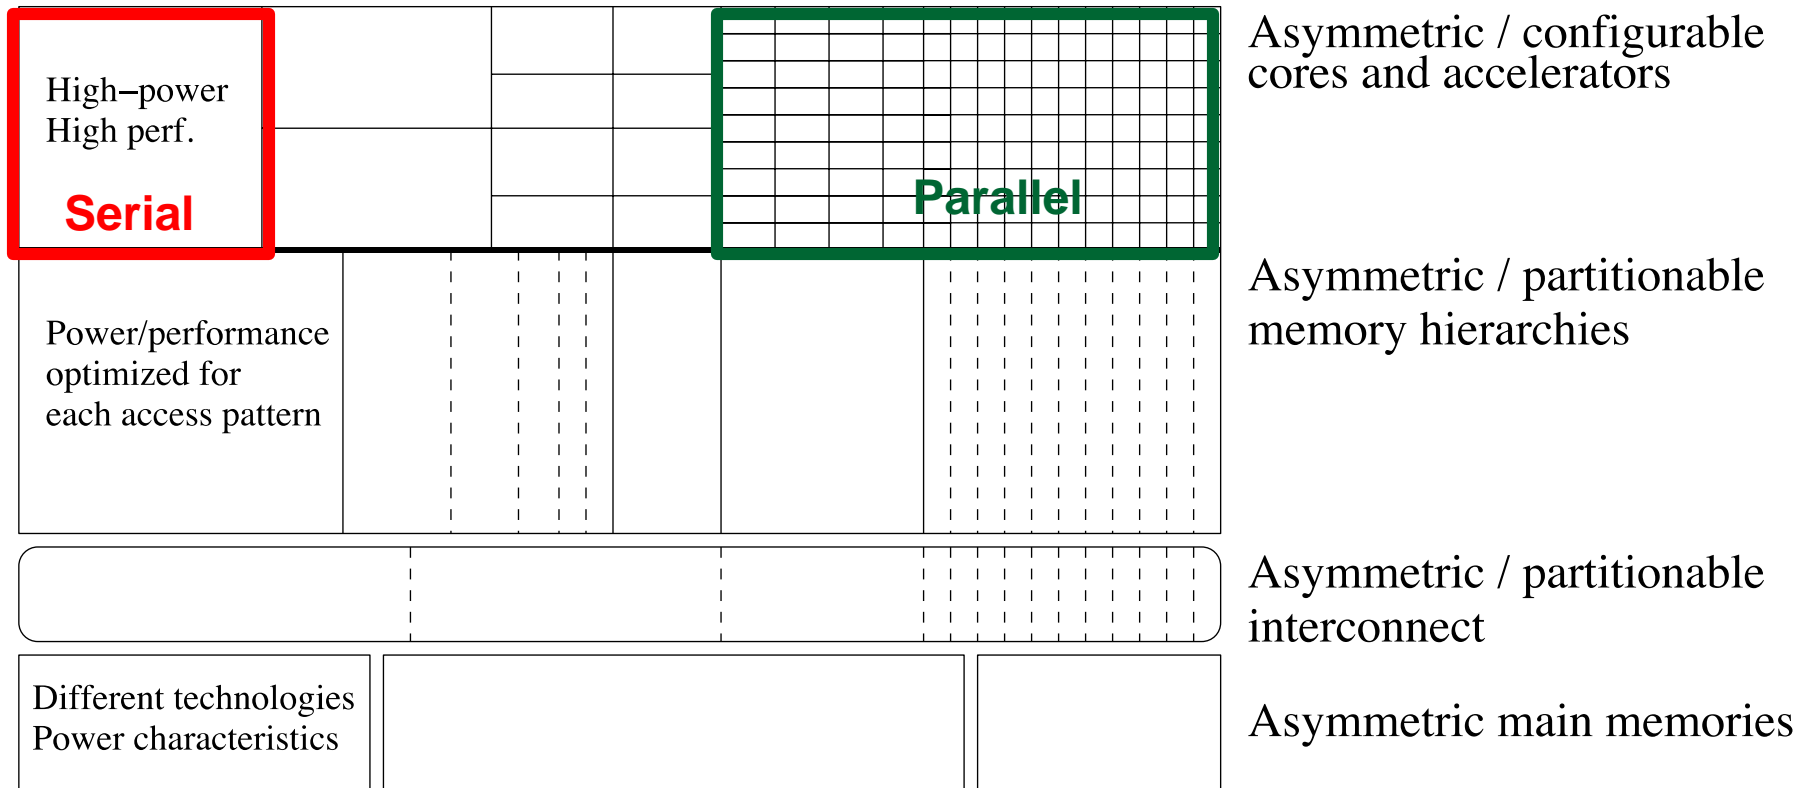 Asymmetric / configurable
cores and accelerators
High−power
High perf.
Serial
Parallel
Asymmetric / partitionable
memory hierarchies
Power/performance
optimized for
each access pattern
Asymmetric / partitionable
interconnect
Different technologies
Power characteristics
Asymmetric main memories